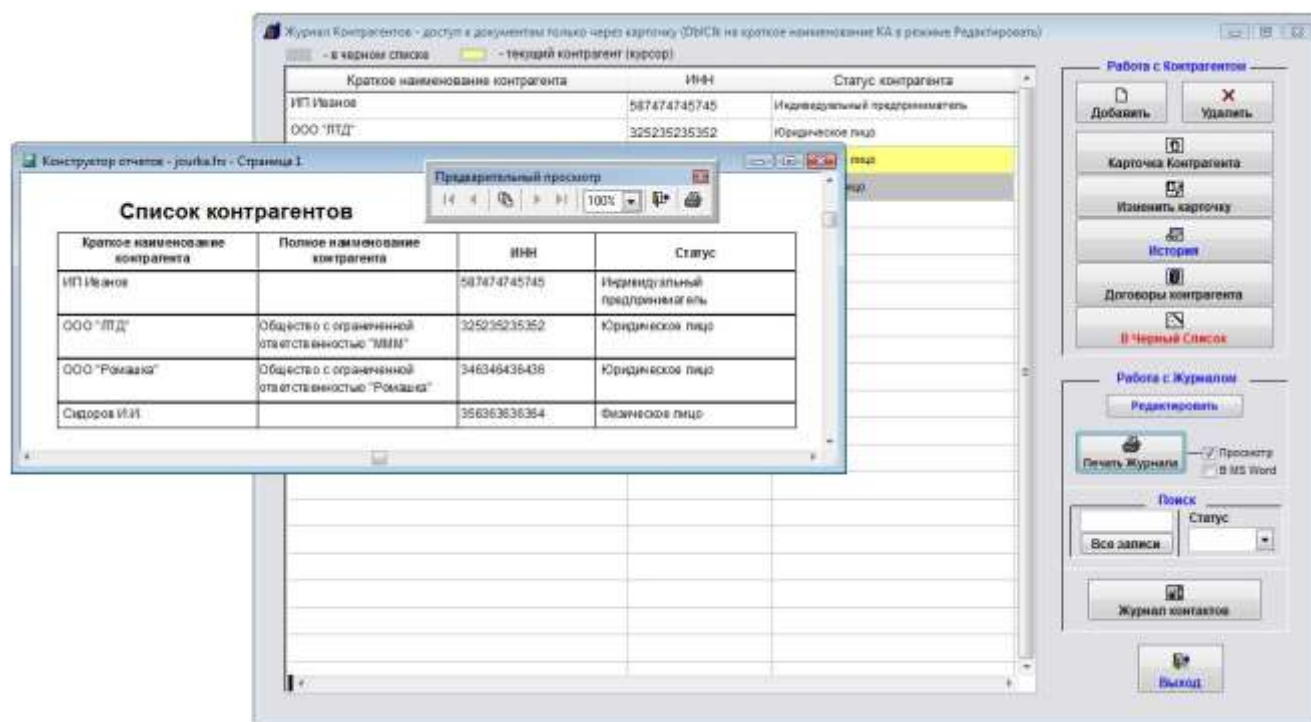 Журнал Контрагентов - доступ к документам только через карточку (DblClk на краткое наименование КА в режиме Редактировать)
- в черном списке
- текущий контрагент (курсор)
Краткое наименование контрагента ИНН Статус контрагента
ИП Иванов 587474745745 Индивидуальный предприниматель
ООО "ЛТД" 325235235352 Юридическое лицо
лицо
лицо
Работа с Контрагентом
Добавить Удалить
Карточка Контрагента
Изменить карточку
История
Договоры контрагента
В Черный Список
Работа с Журналом
Редактировать
Печать Журнала
Просмотр
В MS Word
Поиск
Статус
Все записи
Журнал контактов
Выход
Конструктор отчетов - jourka.frx - Страница 1
Предварительный просмотр
100%
Список контрагентов
Краткое наименование контрагента Полное наименование контрагента ИНН Статус
ИП Иванов 587474745745 Индивидуальный
предприниматель
ООО "ЛТД" Общество с ограниченной 325235235352 Юридическое лицо
ответственностью "МММ"
ООО "Ромашка" Общество с ограниченной 346346436436 Юридическое лицо
ответственностью "Ромашка"
Сидоров И.И. 356363636364 Физическое лицо